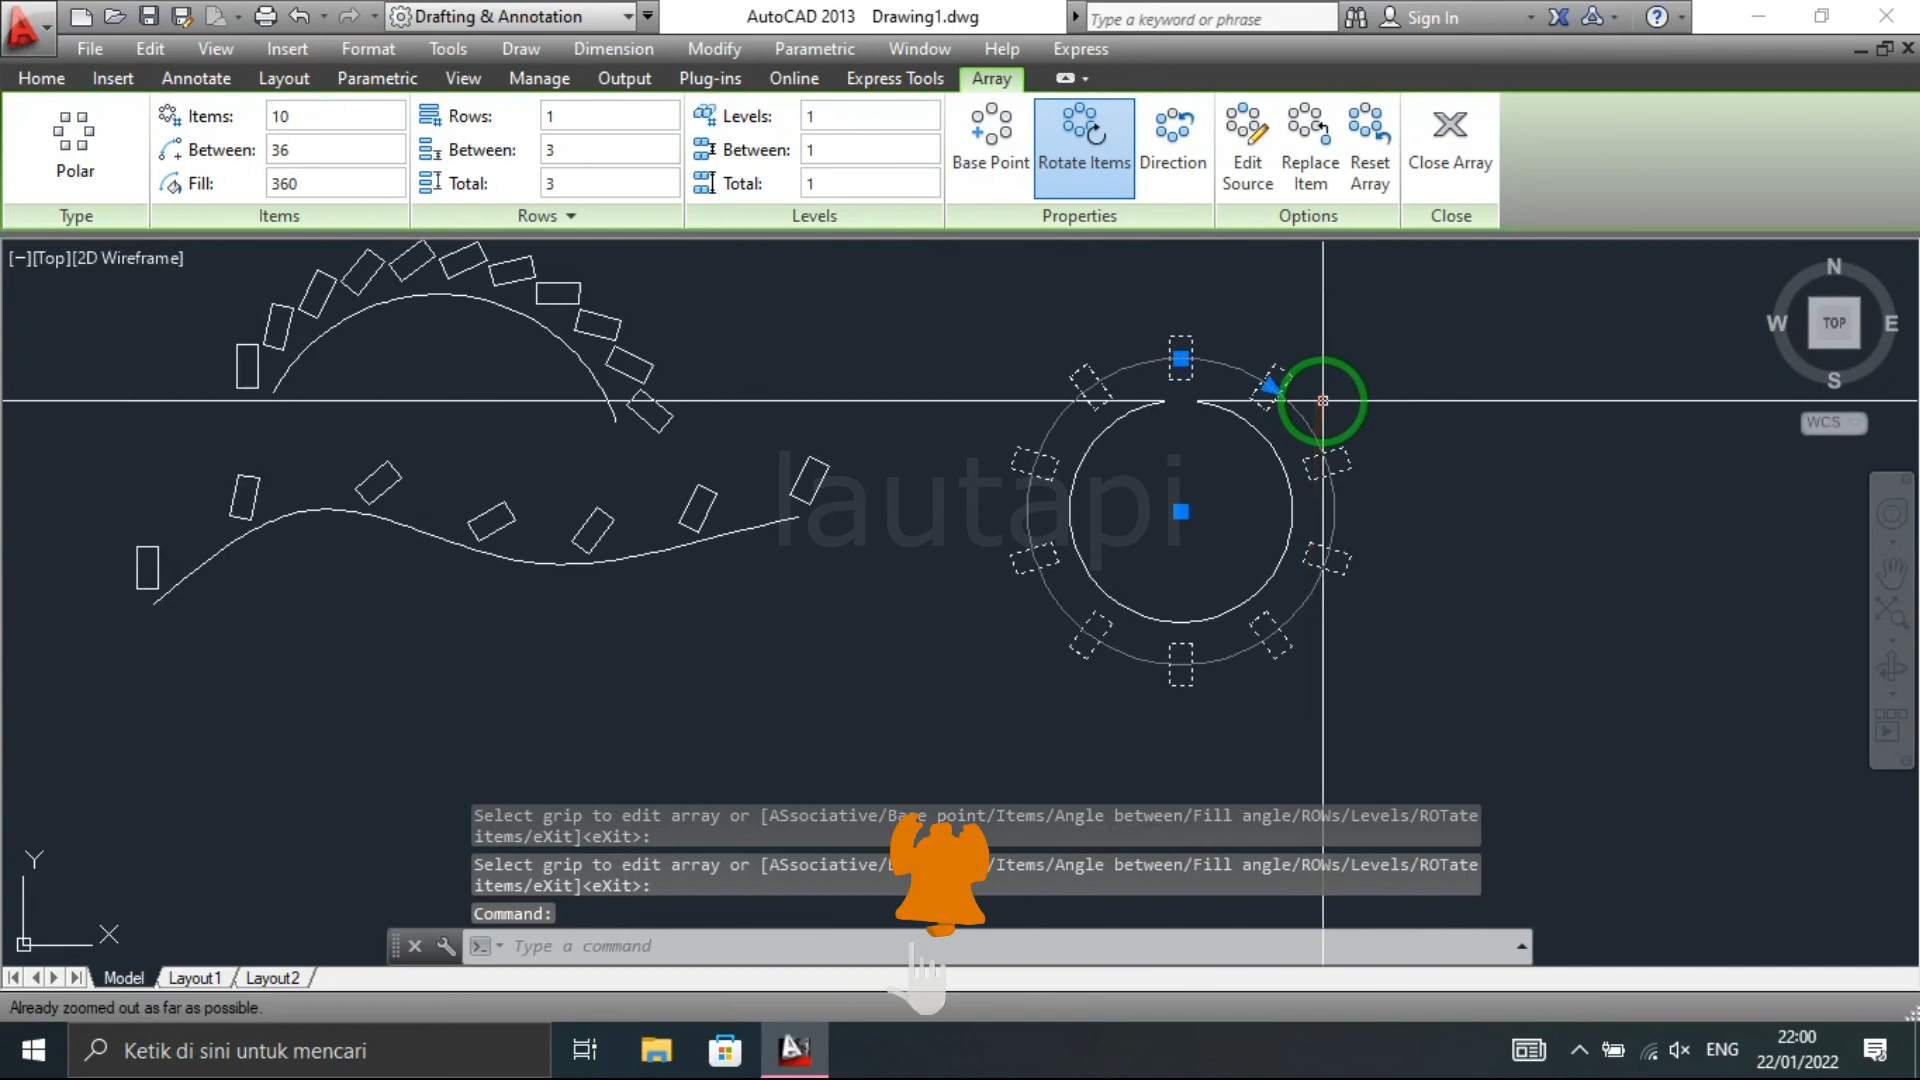 Drafting & Annotation
AutoCAD 2013 Drawing1.dwg
Type a keyword or phrase
Sign In
File Edit View Insert Format Tools Draw Dimension Modify Parametric Window Help Express
Home Insert Annotate Layout Parametric View Manage Output Plug-ins Online Express Tools Array
Items: 10 Rows: 1 Levels: 1
Between: 36 Between: 3 Between: 1
Fill: 360 Total: 3 Total: 1
Polar
Base Point Rotate Items Direction
Edit Source
Replace Item
Reset Array
Close Array
Type Items Rows Levels Properties Options Close
[−][Top][2D Wireframe]
N
W TOP E
S
WCS
lautapi
Select grip to edit array or [ASsociative/Base point/Items/Angle between/Fill angle/ROWs/Levels/ROTate
items/eXit]<eXit>:
Select grip to edit array or [ASsociative/B /Items/Angle between/Fill angle/ROWs/Levels/ROTate
items/eXit]<eXit>:
Command:
Type a command
Y
X
Model Layout1 Layout2
Already zoomed out as far as possible.
Ketik di sini untuk mencari
ENG
22:00
22/01/2022